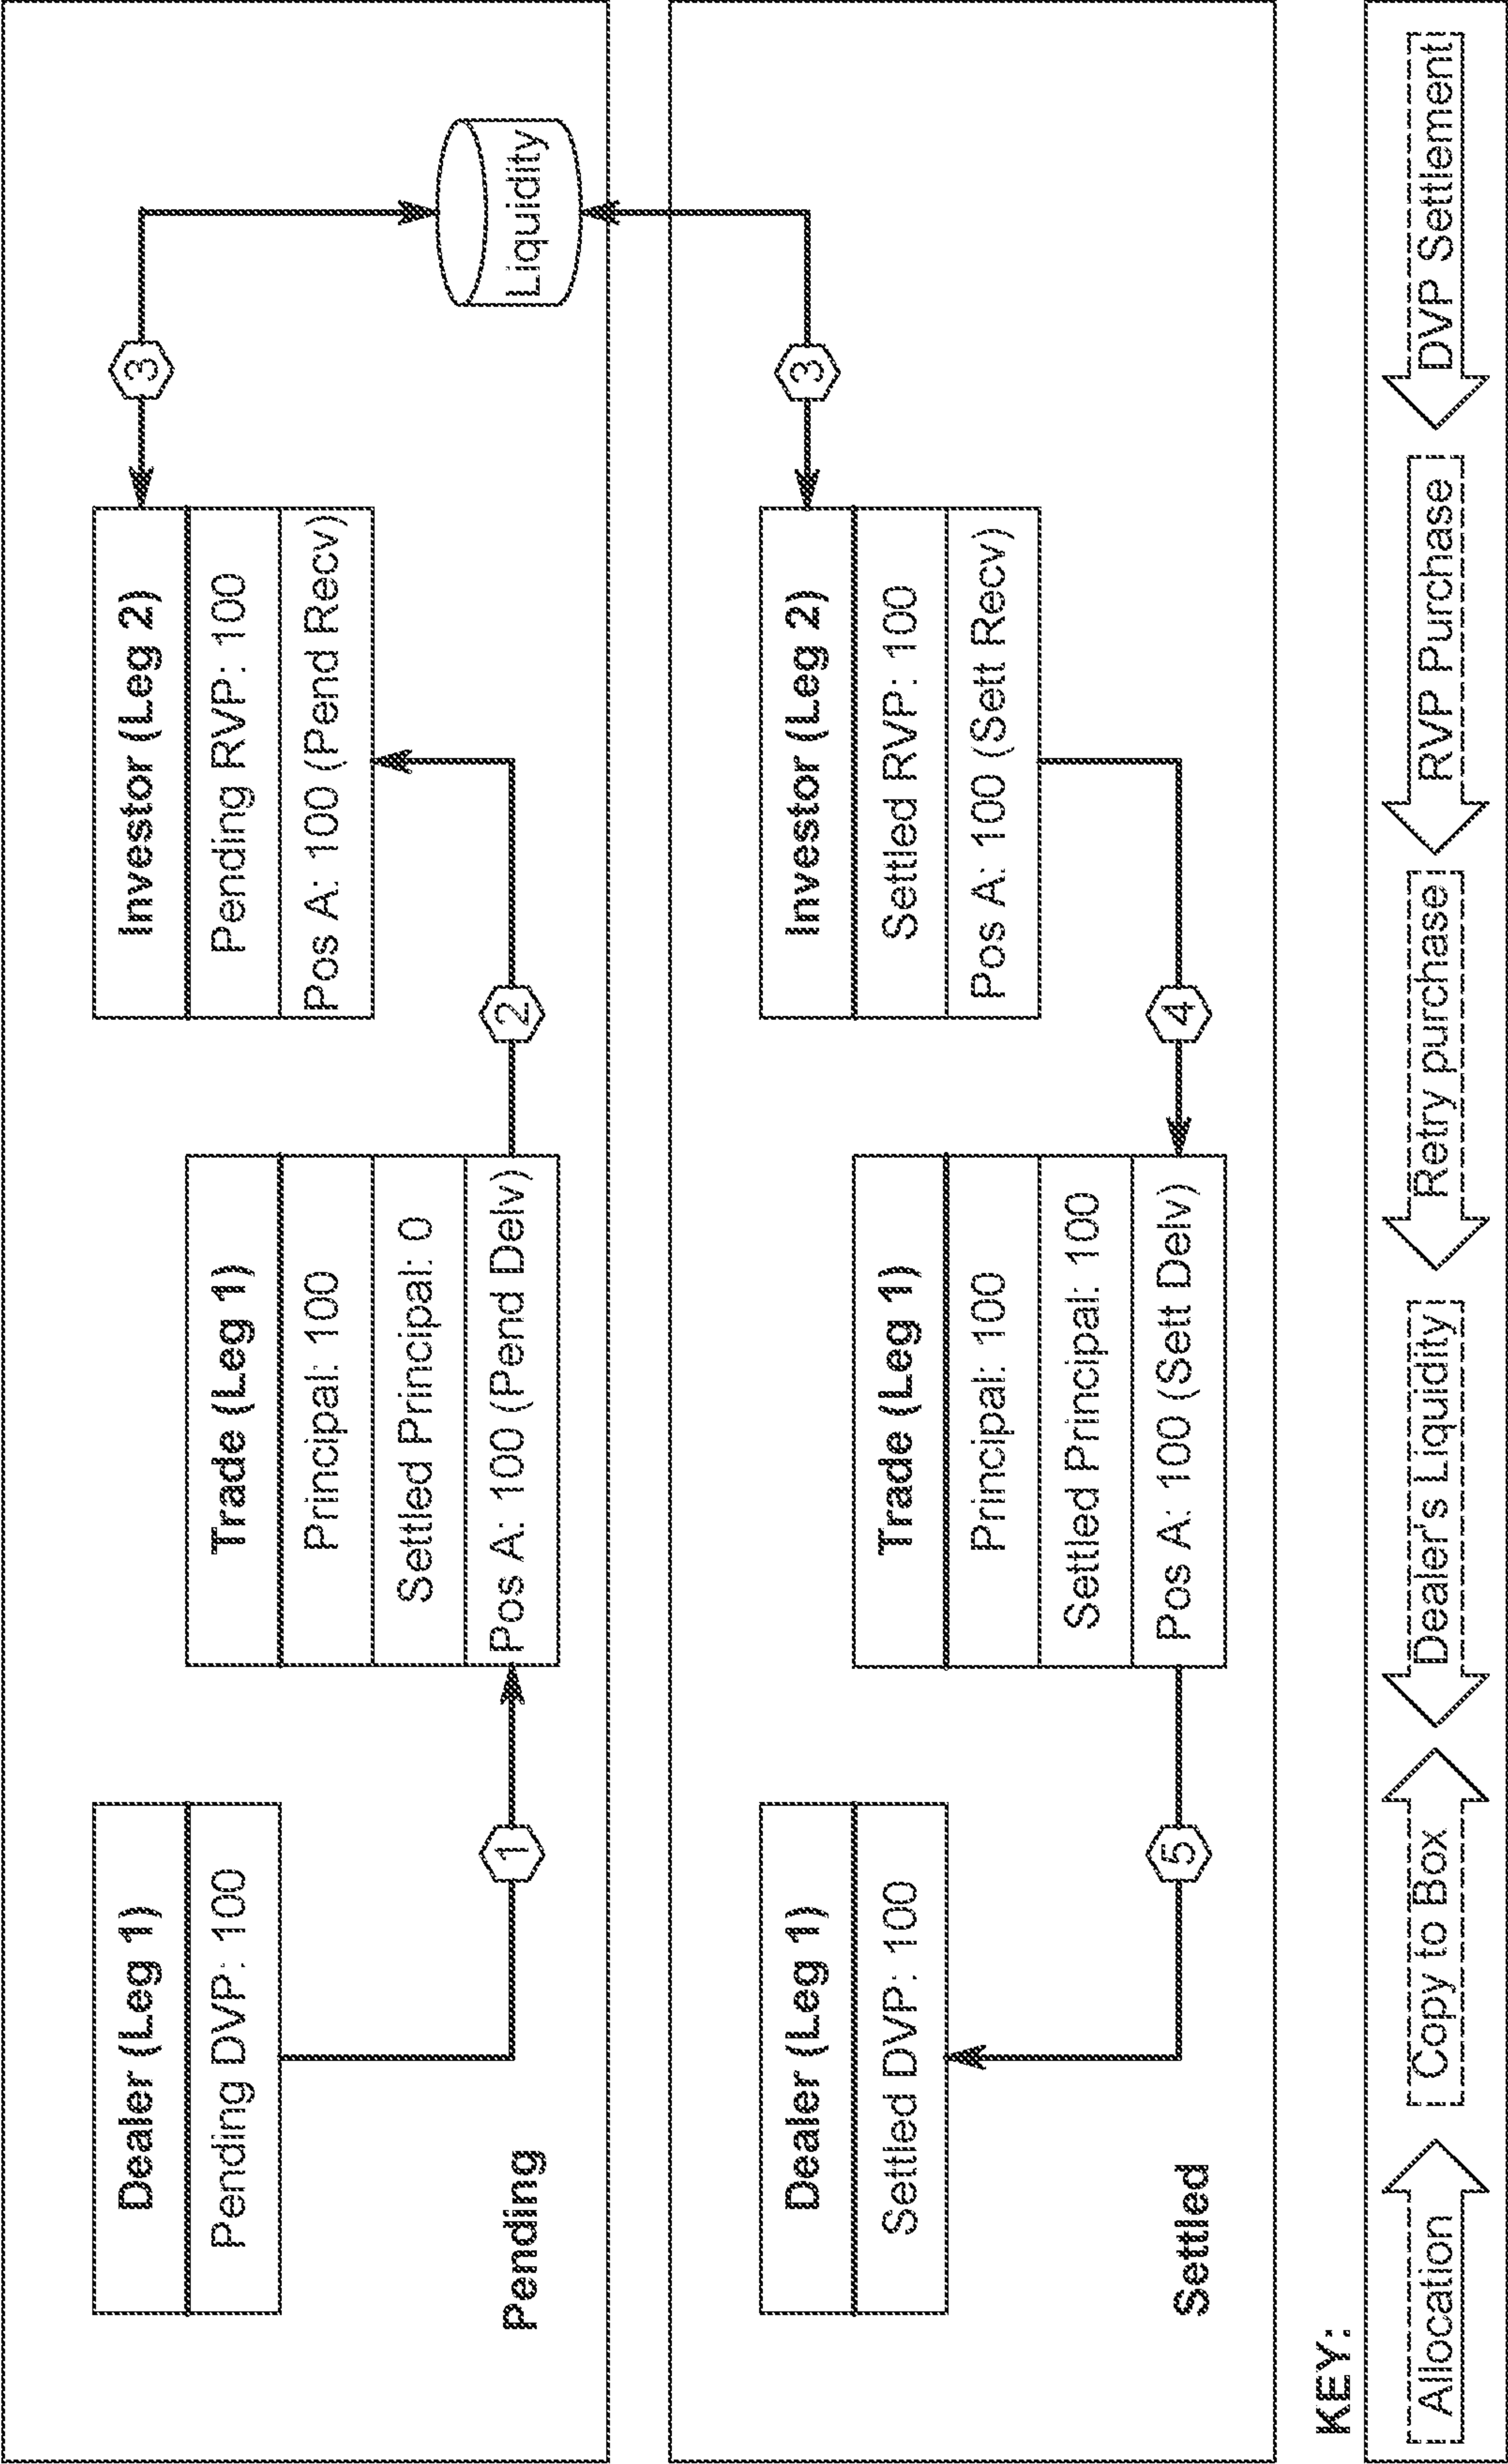 Dealer (Leg 1)
Pending DVP: 100
1
Trade (Leg 1)
Principal: 100
Settled Principal: 0
Pos A: 100 (Pend Delv)
2
Investor (Leg 2)
Pending RVP: 100
Pos A: 100 (Pend Recv)
3
Liquidity
Pending
Dealer (Leg 1)
Settled DVP: 100
5
Trade (Leg 1)
Principal: 100
Settled Principal: 100
Pos A: 100 (Sett Delv)
4
Investor (Leg 2)
Settled RVP: 100
Pos A: 100 (Sett Recv)
3
Settled
KEY:
Allocation
Copy to Box
Dealer's Liquidity
Retry purchase
RVP Purchase
DVP Settlement